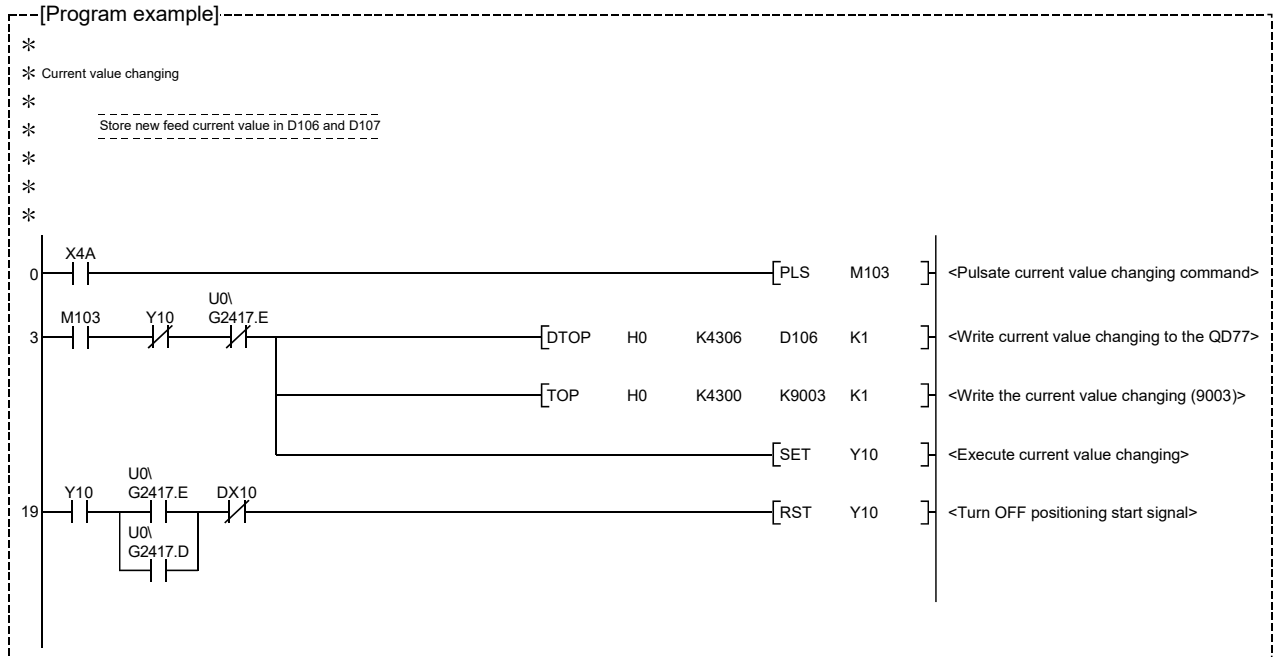 [Program example]
*
* Current value changing
*
* Store new feed current value in D106 and D107
*
*
*
X4A
0 [PLS M103 ] <Pulsate current value changing command>
U0\
M103 Y10 G2417.E
3 [DTOP H0 K4306 D106 K1 ] <Write current value changing to the QD77>
[TOP H0 K4300 K9003 K1 ] <Write the current value changing (9003)>
[SET Y10 ] <Execute current value changing>
U0\
Y10 G2417.E DX10
19 [RST Y10 ] <Turn OFF positioning start signal>
U0\
G2417.D